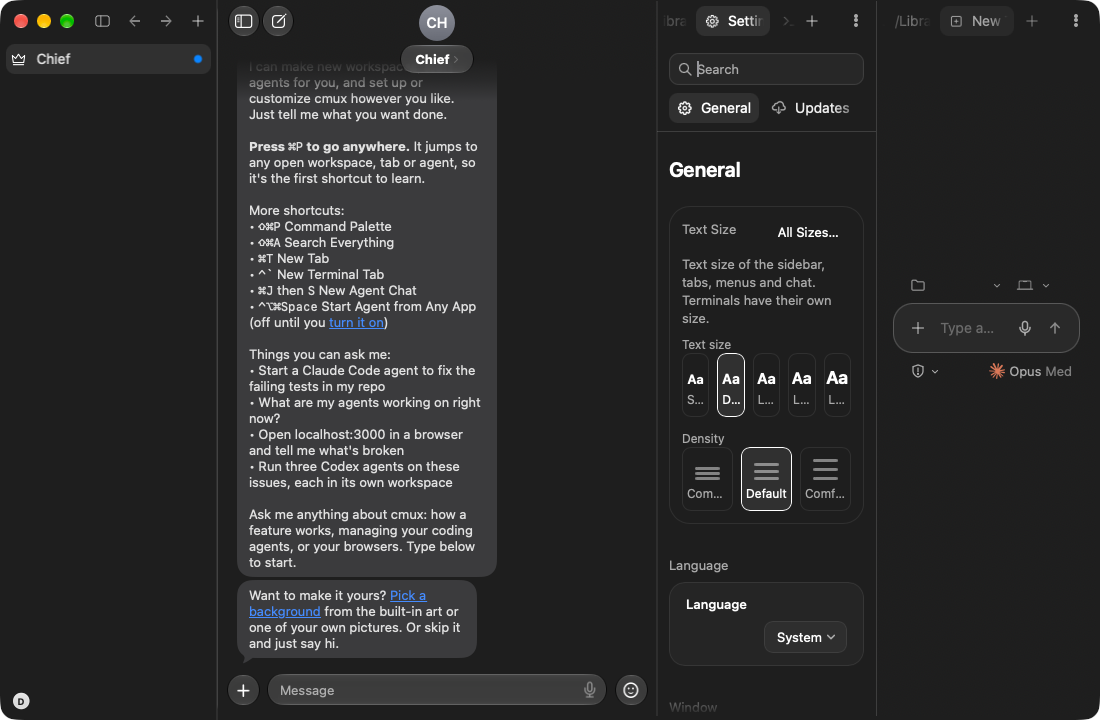 Chief
D
CH
Chief
I can make new workspaces
agents for you, and set up or
customize cmux however you like.
Just tell me what you want done.
Press ⌘P to go anywhere. It jumps to
any open workspace, tab or agent, so
it's the first shortcut to learn.
More shortcuts:
• ⇧⌘P Command Palette
• ⇧⌘A Search Everything
• ⌘T New Tab
• ^` New Terminal Tab
• ⌘J then S New Agent Chat
• ^⌥⌘Space Start Agent from Any App
(off until you turn it on)
Things you can ask me:
• Start a Claude Code agent to fix the
failing tests in my repo
• What are my agents working on right
now?
• Open localhost:3000 in a browser
and tell me what's broken
• Run three Codex agents on these
issues, each in its own workspace
Ask me anything about cmux: how a
feature works, managing your coding
agents, or your browsers. Type below
to start.
Want to make it yours? Pick a
background from the built-in art or
one of your own pictures. Or skip it
and just say hi.
Message
Settin
Search
General
Updates
General
Text Size
All Sizes...
Text size of the sidebar,
tabs, menus and chat.
Terminals have their own
size.
Text size
Aa Aa Aa Aa Aa
S... D... L... L... L...
Density
Com... Default Comf...
Language
Language
System
Window
/Libra
New
Type a...
Opus Med